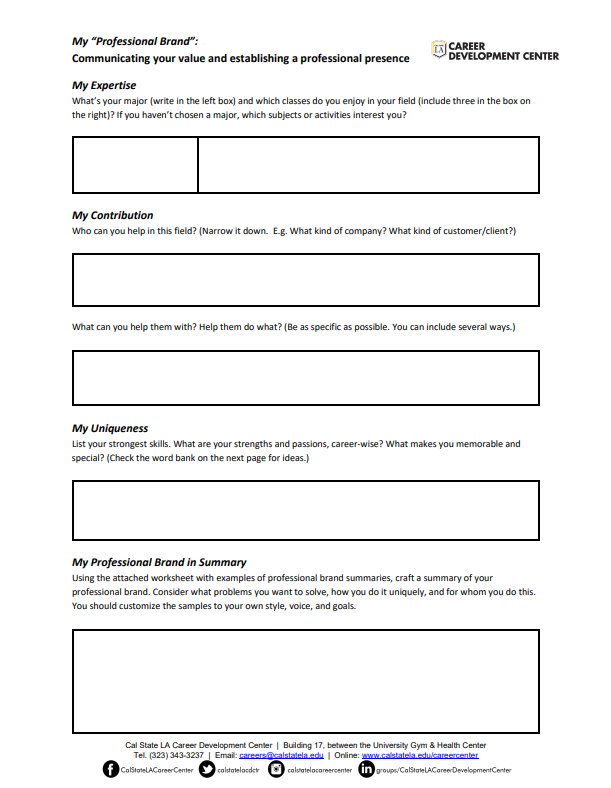 My “Professional Brand”:
Communicating your value and establishing a professional presence
LA
CAREER
DEVELOPMENT CENTER
My Expertise
What’s your major (write in the left box) and which classes do you enjoy in your field (include three in the box on
the right)? If you haven’t chosen a major, which subjects or activities interest you?
My Contribution
Who can you help in this field? (Narrow it down.  E.g. What kind of company? What kind of customer/client?)
What can you help them with? Help them do what? (Be as specific as possible. You can include several ways.)
My Uniqueness
List your strongest skills. What are your strengths and passions, career-wise? What makes you memorable and
special? (Check the word bank on the next page for ideas.)
My Professional Brand in Summary
Using the attached worksheet with examples of professional brand summaries, craft a summary of your
professional brand. Consider what problems you want to solve, how you do it uniquely, and for whom you do this.
You should customize the samples to your own style, voice, and goals.
Cal State LA Career Development Center | Building 17, between the University Gym & Health Center
Tel. (323) 343-3237 | Email: careers@calstatela.edu | Online: www.calstatela.edu/careercenter
f CalStateLACareerCenter calstatelacdctr calstatelacareercenter in groups/CalStateLACareerDevelopmentCenter